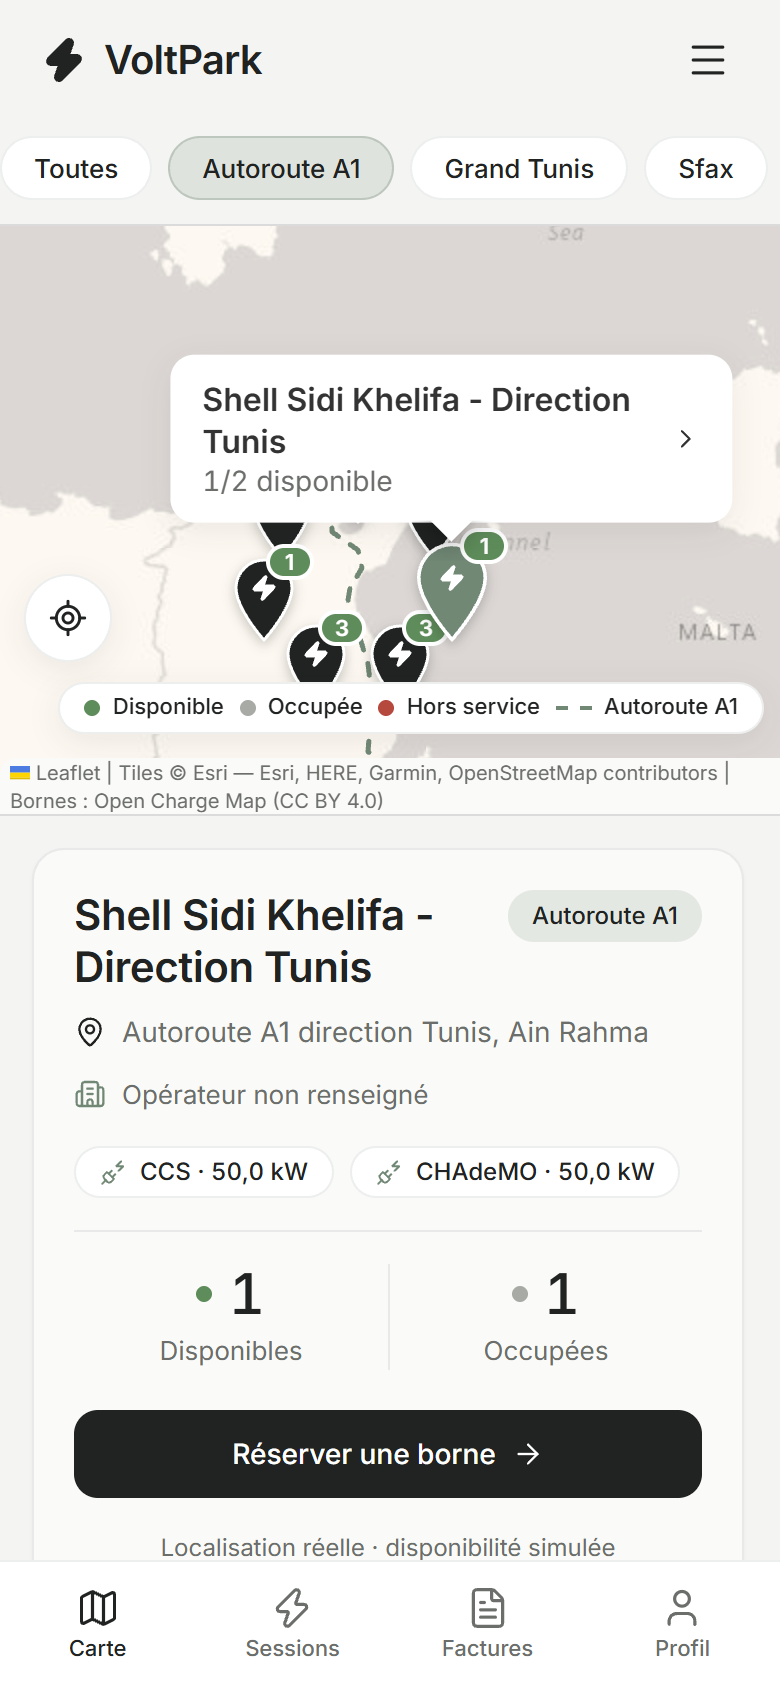 VoltPark
Toutes
Autoroute A1
Grand Tunis
Sfax
Sea
Shell Sidi Khelifa - Direction
Tunis
1/2 disponible
1
1
3
3
MALTA
Disponible
Occupée
Hors service
Autoroute A1
Leaflet | Tiles © Esri — Esri, HERE, Garmin, OpenStreetMap contributors |
Bornes : Open Charge Map (CC BY 4.0)
Shell Sidi Khelifa -
Direction Tunis
Autoroute A1
Autoroute A1 direction Tunis, Ain Rahma
Opérateur non renseigné
CCS · 50,0 kW
CHAdeMO · 50,0 kW
1
Disponibles
1
Occupées
Réserver une borne
Localisation réelle · disponibilité simulée
Carte
Sessions
Factures
Profil